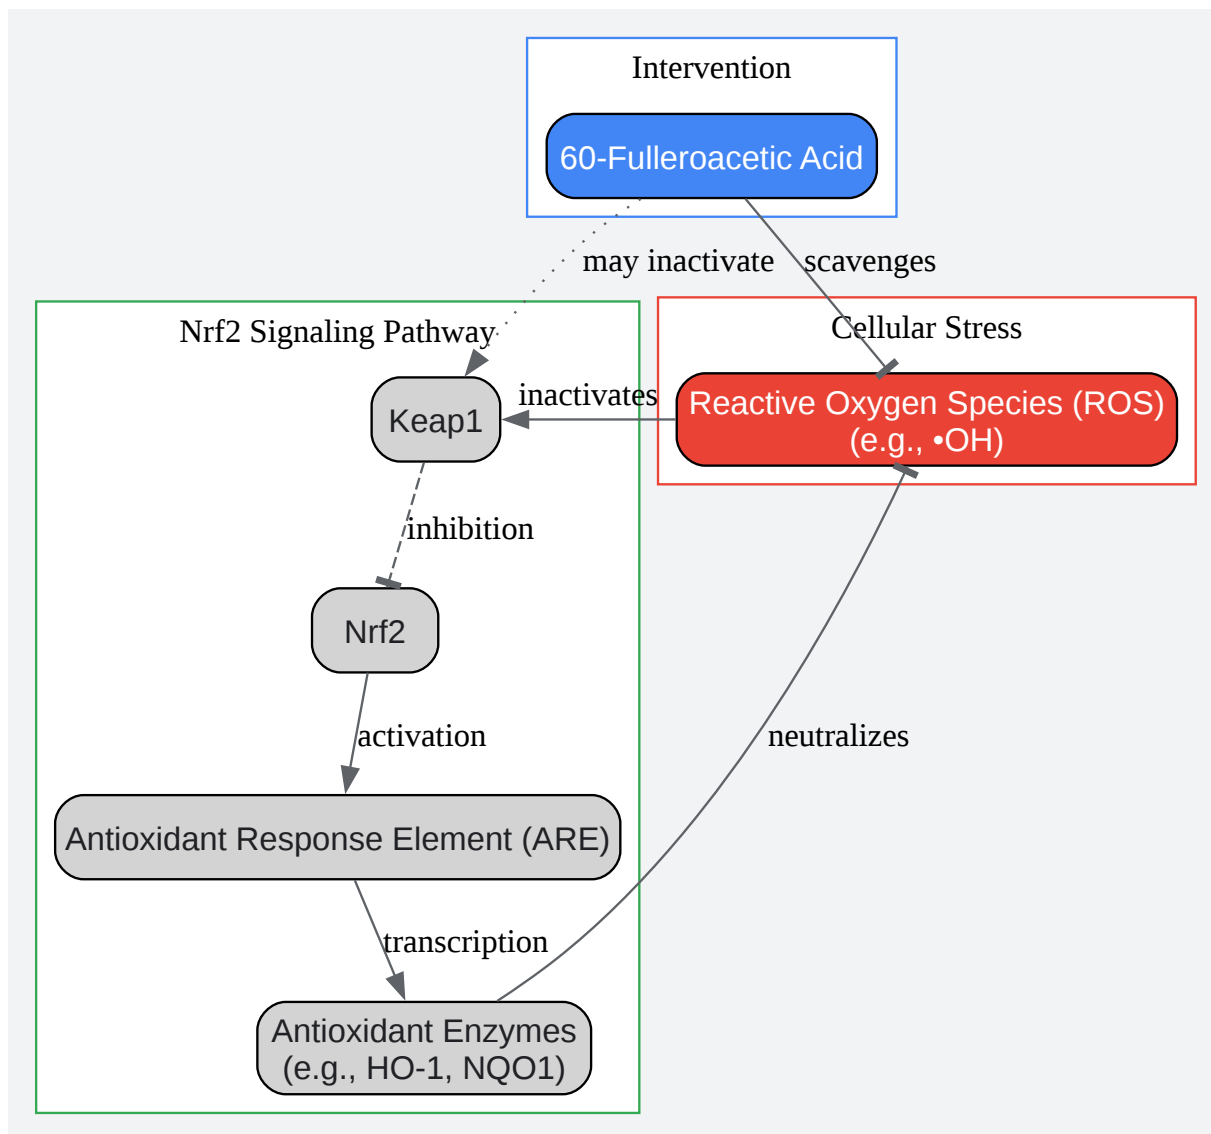 Intervention
60-Fulleroacetic Acid
may inactivate
scavenges
Nrf2 Signaling Pathway
Cellular Stress
Keap1
inactivates
Reactive Oxygen Species (ROS)
(e.g., •OH)
inhibition
Nrf2
activation
neutralizes
Antioxidant Response Element (ARE)
transcription
Antioxidant Enzymes
(e.g., HO-1, NQO1)